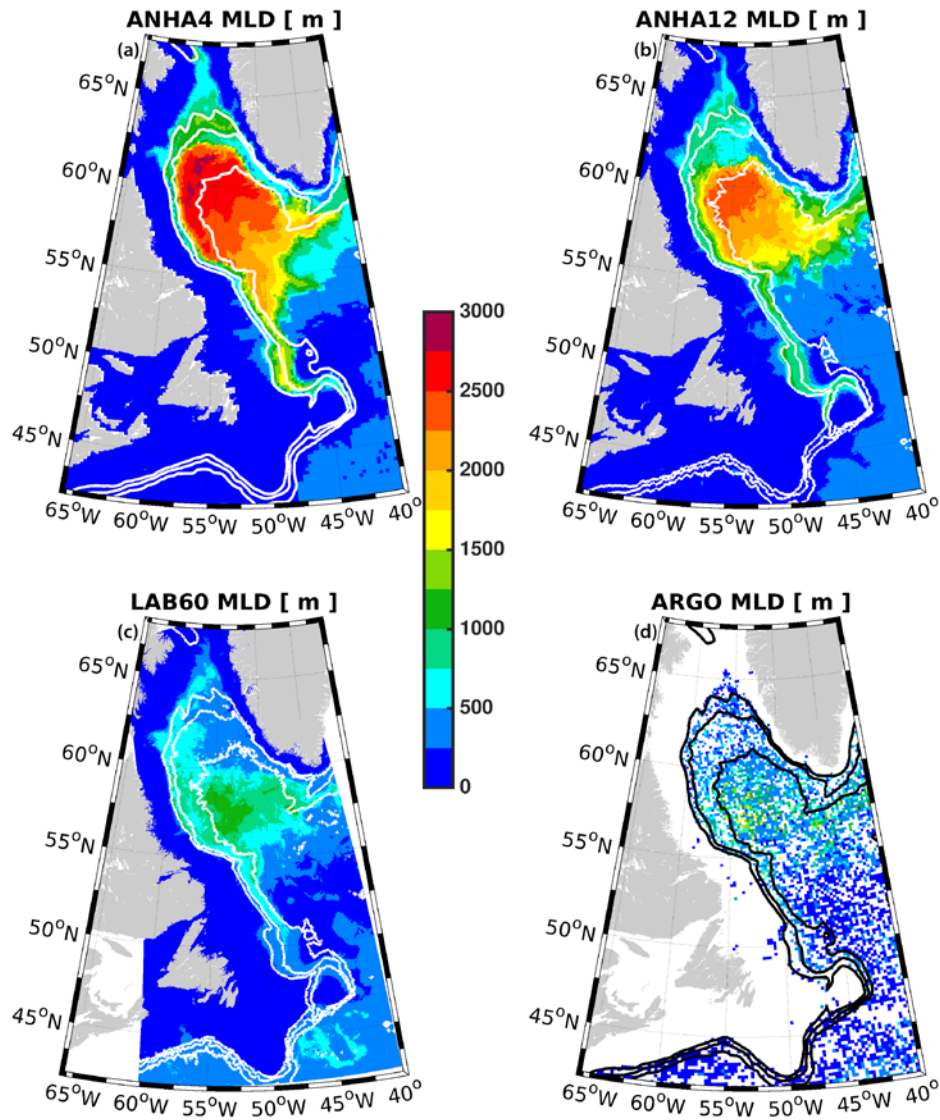 ANHA4 MLD [ m ]
(a)
65°N
60°N
55°N
50°N
45°N
65°W 60°W 55°W 50°W 45°W 40°
ANHA12 MLD [ m ]
(b)
65°N
60°N
55°N
50°N
45°N
65°W 60°W 55°W 50°W 45°W 40°
3000
2500
2000
1500
1000
500
0
LAB60 MLD [ m ]
(c)
65°N
60°N
55°N
50°N
45°N
65°W 60°W 55°W 50°W 45°W 40°
ARGO MLD [ m ]
(d)
65°N
60°N
55°N
50°N
45°N
65°W 60°W 55°W 50°W 45°W 40°